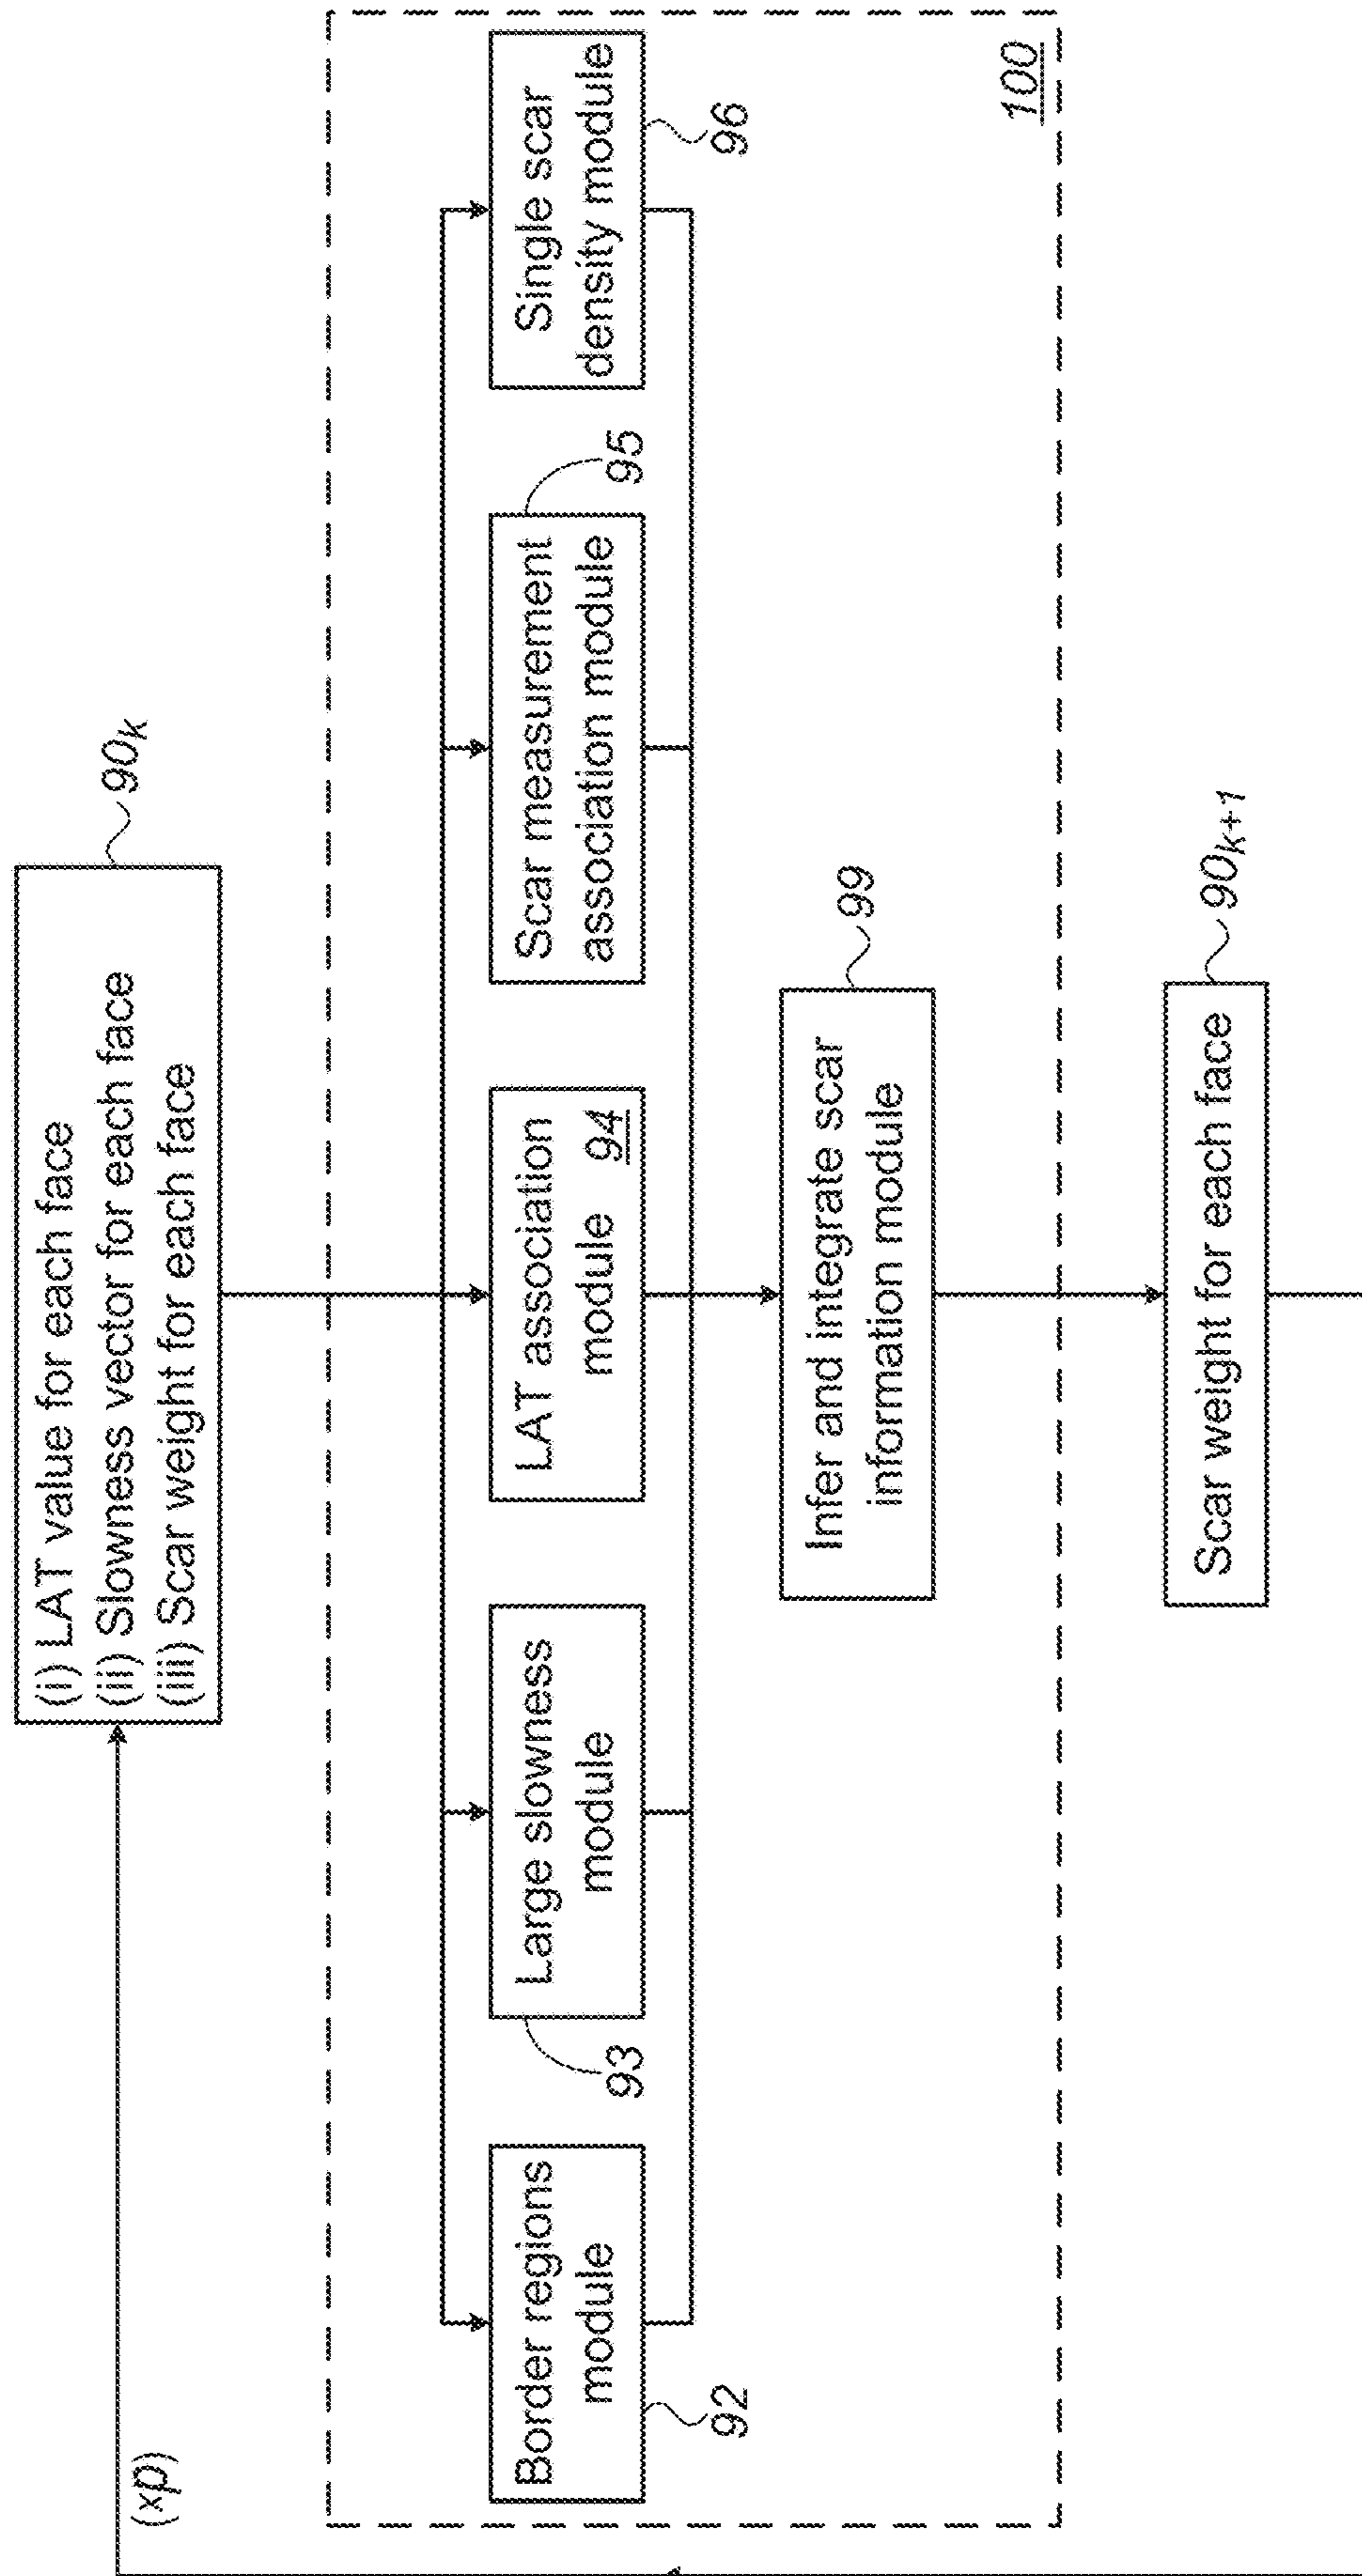 (i) LAT value for each face
(ii) Slowness vector for each face
(iii) Scar weight for each face
90k
(xp)
Border regions
module
92
Large slowness
module
93
LAT association
module 94
Scar measurement
association module
95
Single scar
density module
96
Infer and integrate scar
information module
99
100
Scar weight for each face
90k+1